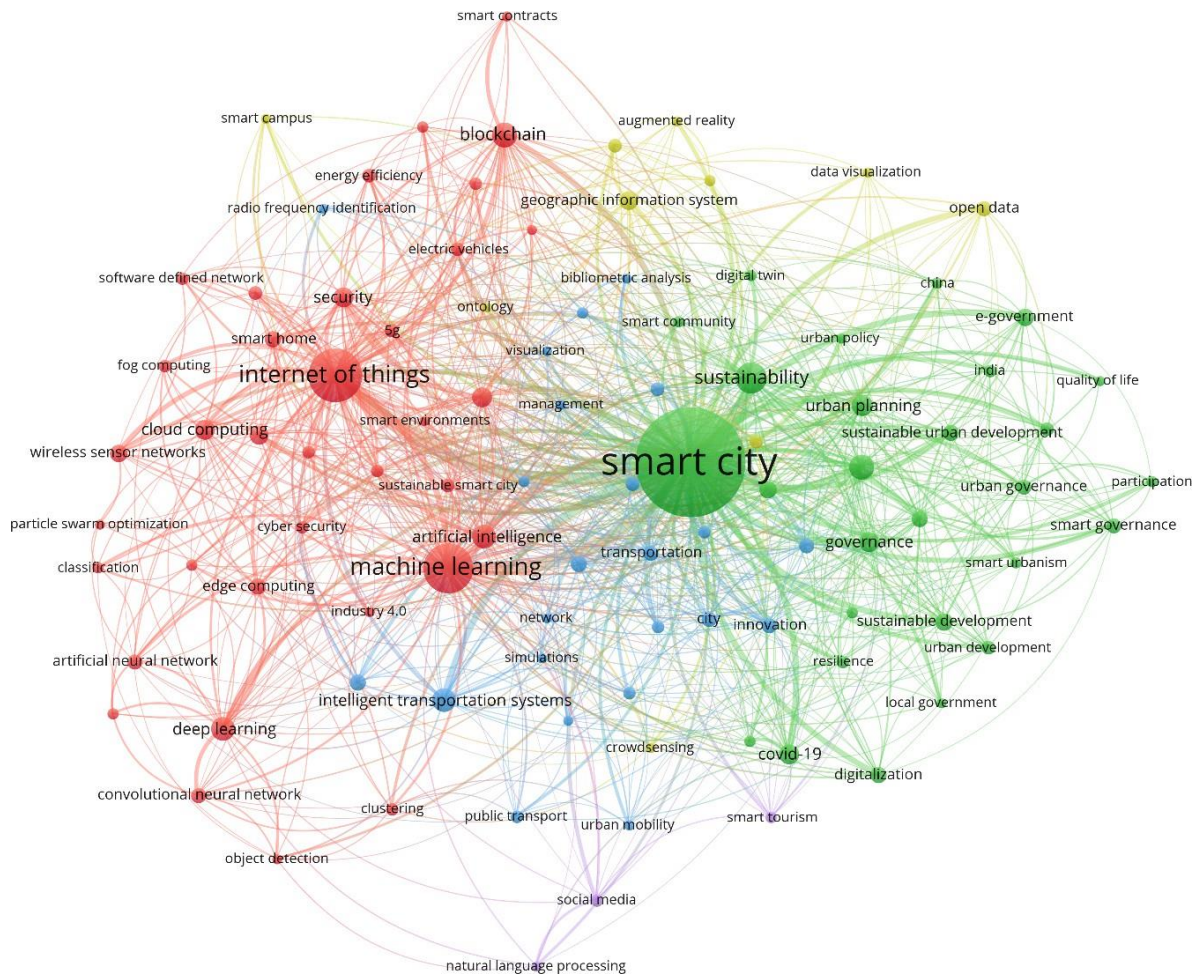 smart contracts
smart campus
augmented reality
blockchain
data visualization
energy efficiency
geographic information system
open data
radio frequency identification
electric vehicles
software defined network
bibliometric analysis
digital twin
china
security
ontology
smart community
e-government
smart home
5g
urban policy
visualization
fog computing
internet of things
sustainability
india
quality of life
management
urban planning
smart environments
cloud computing
sustainable urban development
wireless sensor networks
smart city
sustainable smart city
urban governance
participation
particle swarm optimization
cyber security
smart governance
artificial intelligence
governance
transportation
classification
machine learning
smart urbanism
edge computing
industry 4.0
network
city
innovation
sustainable development
artificial neural network
simulations
resilience
urban development
intelligent transportation systems
local government
deep learning
crowdsensing
covid-19
digitalization
convolutional neural network
clustering
public transport
urban mobility
smart tourism
object detection
social media
natural language processing